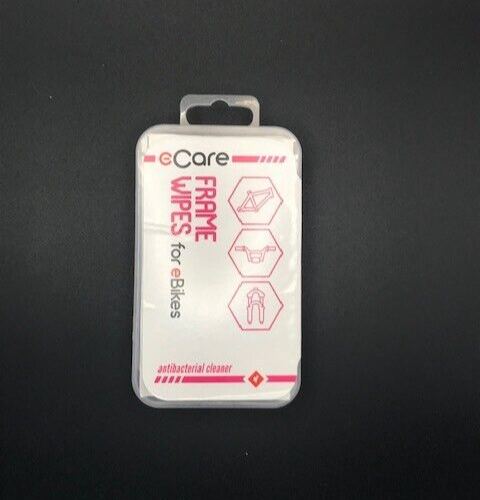 eCare
FRAME
WIPES for eBikes
antibacterial cleaner